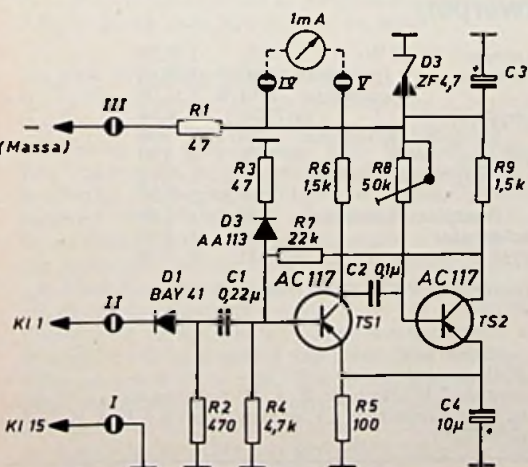 1mA
IV
V
D3
ZF4,7
C3
+
III
R1
47
–
(Massa)
R3
47
R6
1,5k
R8
50k
R9
1,5k
D3
AA113
R7
22k
AC117
C2
0,1µ
AC117
D1
BAY 41
C1
0,22µ
II
Kl 1
TS1
TS2
I
Kl 15
R2
470
R4
4,7k
R5
100
C4
10µ
+